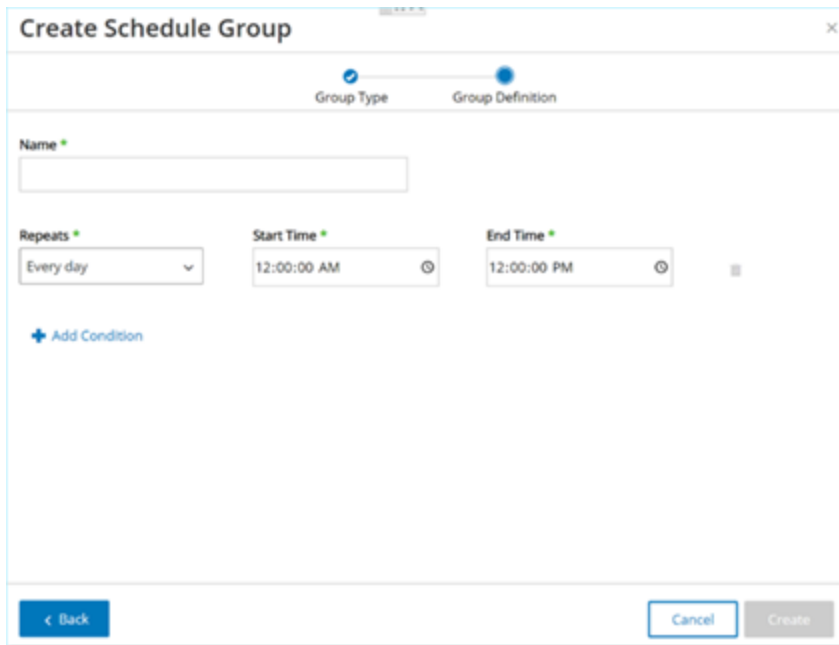 Create Schedule Group
Group Type Group Definition
Name *
Repeats * Start Time * End Time *
Every day 12:00:00 AM 12:00:00 PM
Add Condition
Back Cancel Create